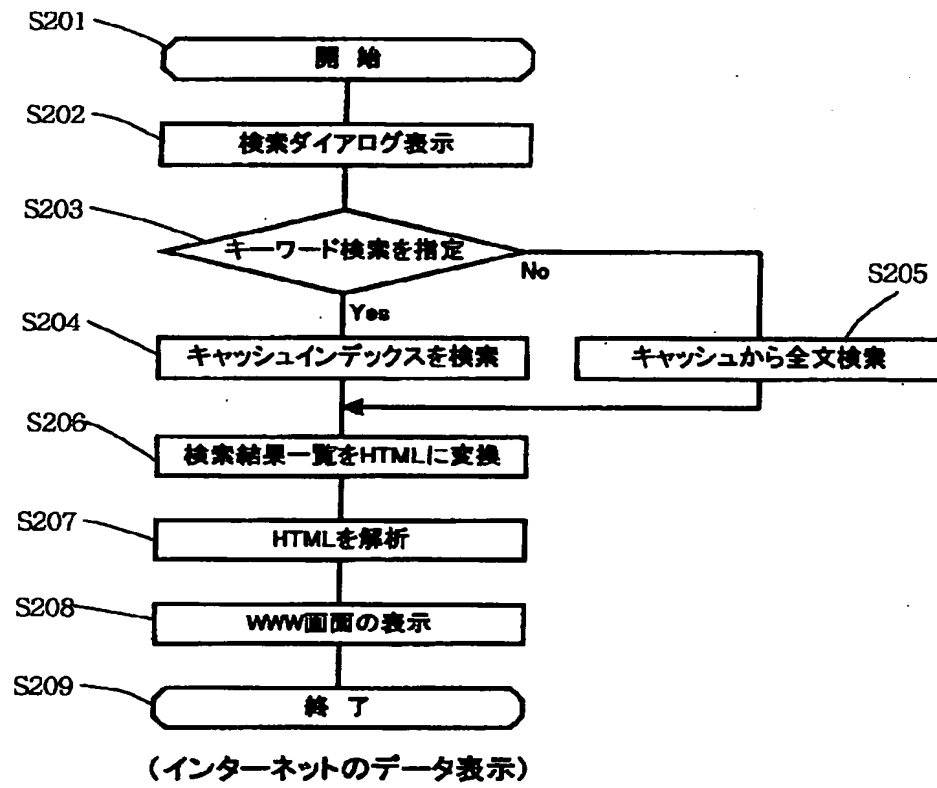 S201
開 始
S202
検索ダイアログ表示
S203
キーワード検索を指定
No
Yes
S204
キャッシュインデックスを検索
S205
キャッシュから全文検索
S206
検索結果一覧をHTMLに変換
S207
HTMLを解析
S208
WWW画面の表示
S209
終 了
(インターネットのデータ表示)